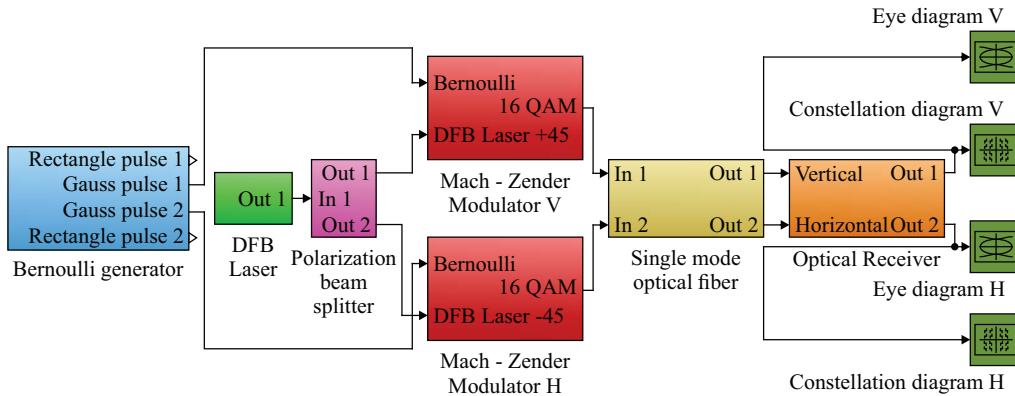 Eye diagram V
Constellation diagram V
Bernoulli
16 QAM
DFB Laser +45
Mach - Zender
Modulator V
Rectangle pulse 1
Gauss pulse 1
Gauss pulse 2
Rectangle pulse 2
Bernoulli generator
Out 1
DFB
Laser
Out 1
In 1
Out 2
Polarization
beam
splitter
Bernoulli
16 QAM
DFB Laser -45
Mach - Zender
Modulator H
In 1
Out 1
In 2
Out 2
Single mode
optical fiber
Vertical
Out 1
Horizontal
Out 2
Optical Receiver
Eye diagram H
Constellation diagram H